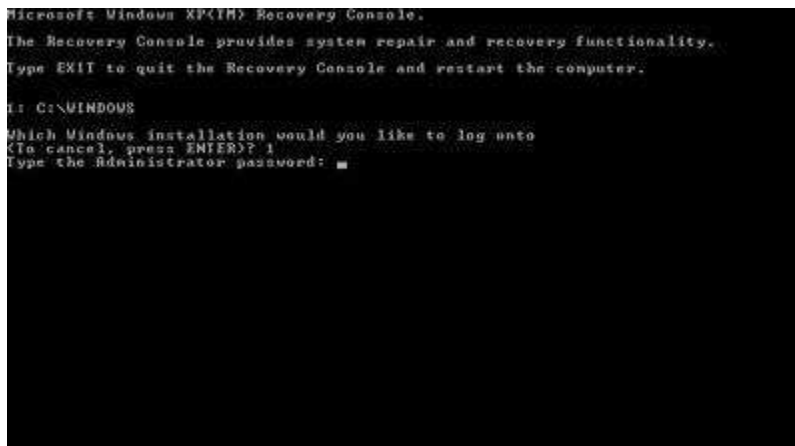 Microsoft Windows XP(TM) Recovery Console.
The Recovery Console provides system repair and recovery functionality.
Type EXIT to quit the Recovery Console and restart the computer.
1: C:\WINDOWS
Which Windows installation would you like to log onto
(To cancel, press ENTER)? 1
Type the Administrator password: